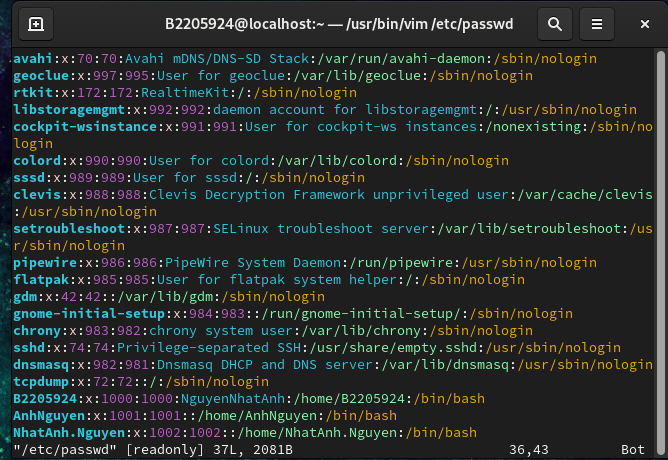 B2205924@localhost:~ — /usr/bin/vim /etc/passwd
avahi:x:70:70:Avahi mDNS/DNS-SD Stack:/var/run/avahi-daemon:/sbin/nologin
geoclue:x:997:995:User for geoclue:/var/lib/geoclue:/sbin/nologin
rtkit:x:172:172:RealtimeKit:/:/sbin/nologin
libstoragemgmt:x:992:992:daemon account for libstoragemgmt:/:/usr/sbin/nologin
cockpit-wsinstance:x:991:991:User for cockpit-ws instances:/nonexisting:/sbin/no
login
colord:x:990:990:User for colord:/var/lib/colord:/sbin/nologin
sssd:x:989:989:User for sssd:/:/sbin/nologin
clevis:x:988:988:Clevis Decryption Framework unprivileged user:/var/cache/clevis
:/usr/sbin/nologin
setroubleshoot:x:987:987:SELinux troubleshoot server:/var/lib/setroubleshoot:/us
r/sbin/nologin
pipewire:x:986:986:PipeWire System Daemon:/run/pipewire:/usr/sbin/nologin
flatpak:x:985:985:User for flatpak system helper:/:/sbin/nologin
gdm:x:42:42::/var/lib/gdm:/sbin/nologin
gnome-initial-setup:x:984:983::/run/gnome-initial-setup/:/sbin/nologin
chrony:x:983:982:chrony system user:/var/lib/chrony:/sbin/nologin
sshd:x:74:74:Privilege-separated SSH:/usr/share/empty.sshd:/usr/sbin/nologin
dnsmasq:x:982:981:Dnsmasq DHCP and DNS server:/var/lib/dnsmasq:/usr/sbin/nologin
tcpdump:x:72:72::/:/sbin/nologin
B2205924:x:1000:1000:NguyenNhatAnh:/home/B2205924:/bin/bash
AnhNguyen:x:1001:1001::/home/AnhNguyen:/bin/bash
NhatAnh.Nguyen:x:1002:1002::/home/NhatAnh.Nguyen:/bin/bash
"/etc/passwd" [readonly] 37L, 2081B 36,43 Bot